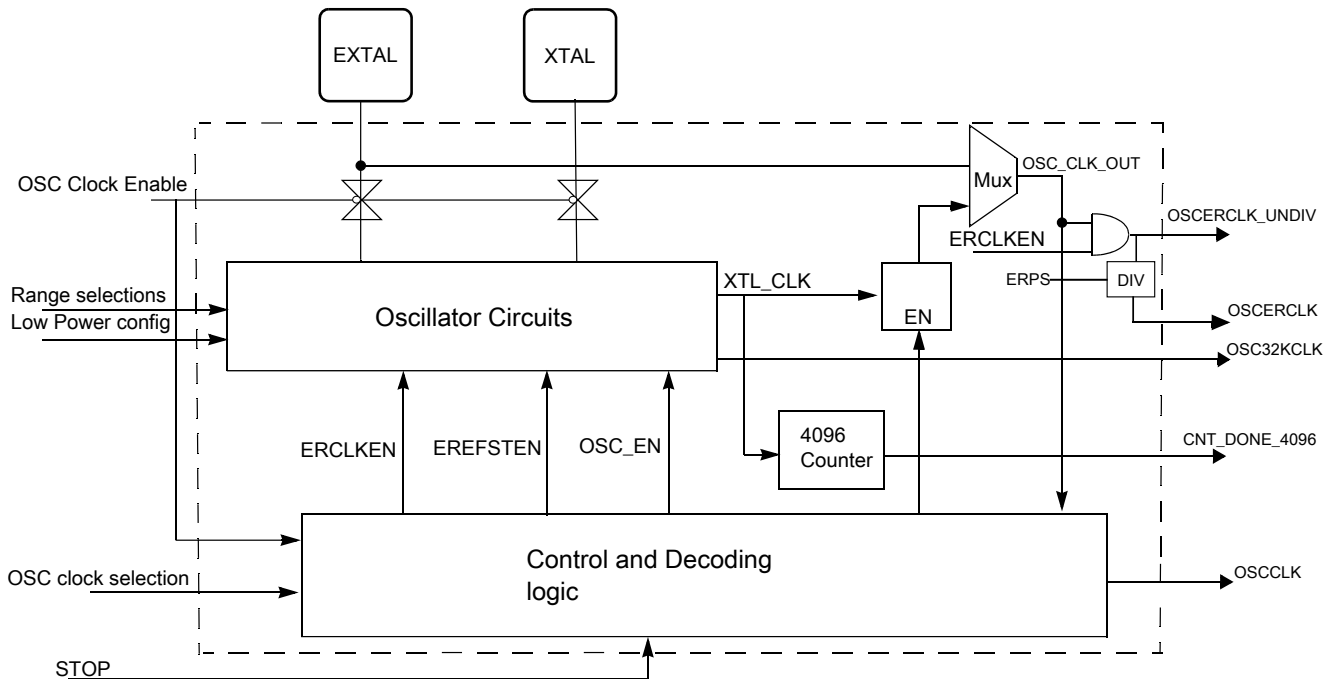 EXTAL
XTAL
OSC Clock Enable
Mux
OSC_CLK_OUT
ERCLKEN
OSCERCLK_UNDIV
ERPS
DIV
OSCERCLK
Range selections
Low Power config
Oscillator Circuits
XTL_CLK
EN
OSC32KCLK
ERCLKEN
EREFSTEN
OSC_EN
4096
Counter
CNT_DONE_4096
OSC clock selection
Control and Decoding
logic
OSCCLK
STOP